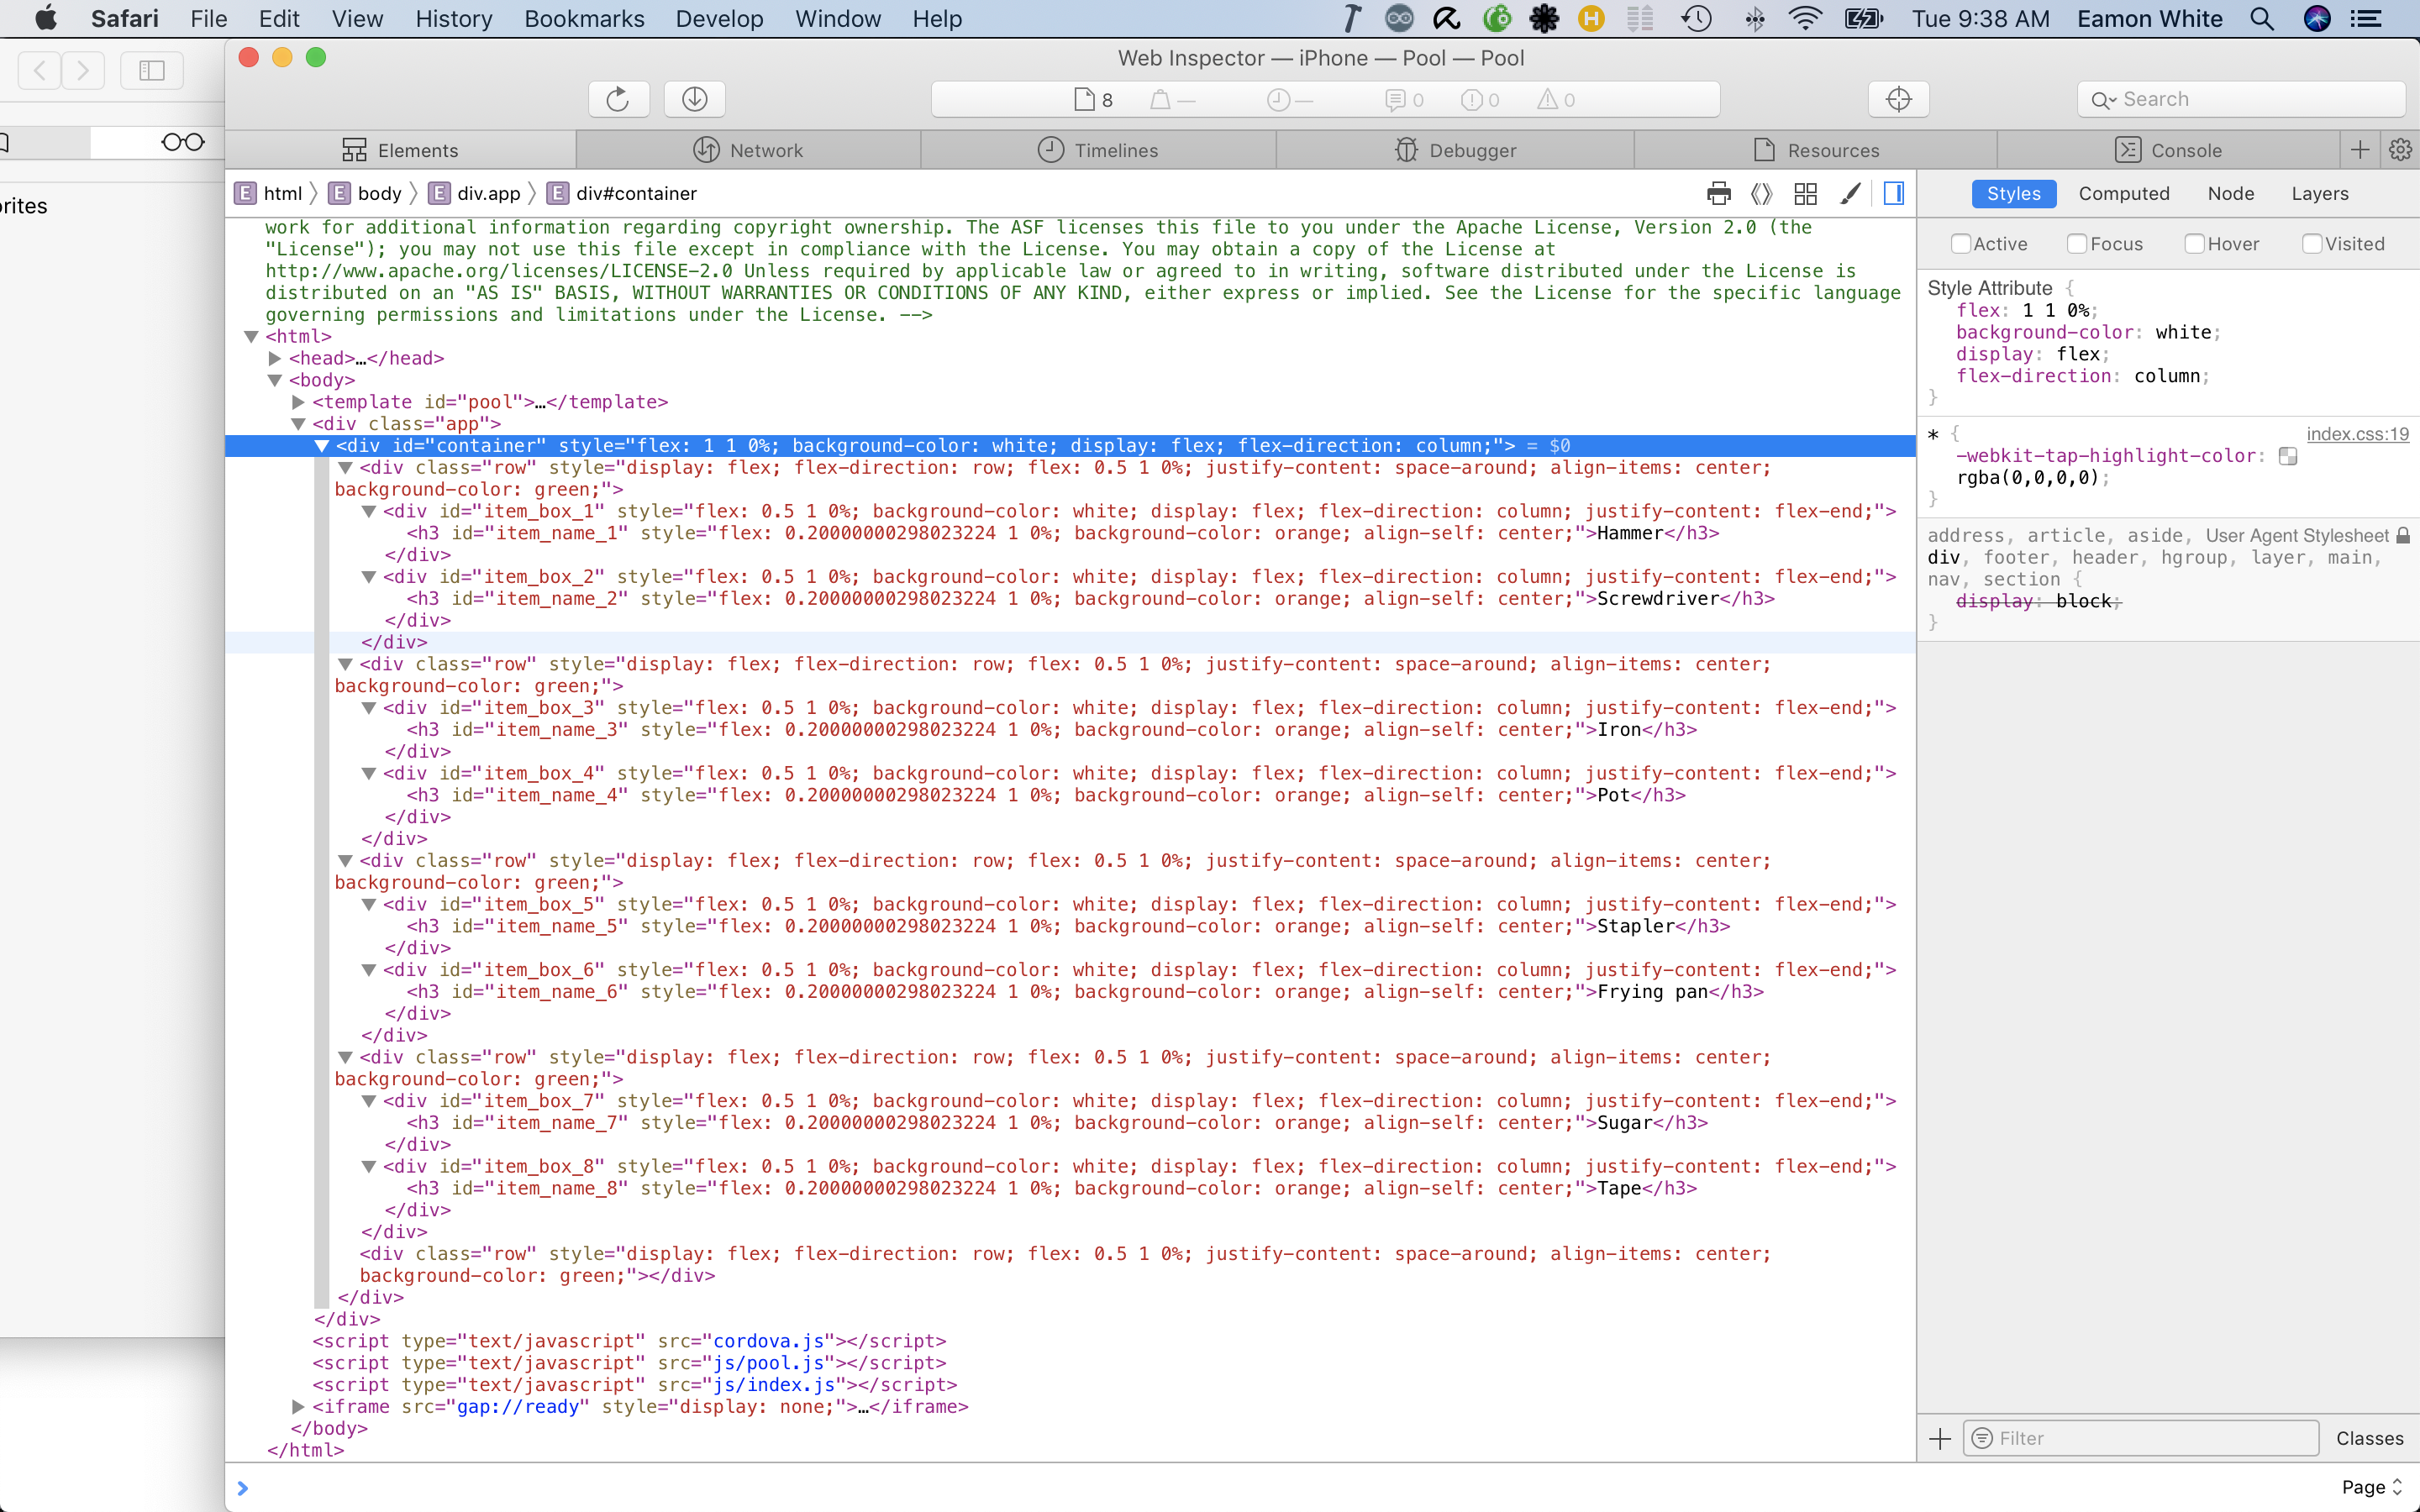 Safari File Edit View History Bookmarks Develop Window Help Tue 9:38 AM Eamon White
Web Inspector — iPhone — Pool — Pool
8 — — 0 0 0 Search
Elements Network Timelines Debugger Resources Console
rites
E html E body E div.app E div#container
Styles Computed Node Layers
work for additional information regarding copyright ownership. The ASF licenses this file to you under the Apache License, Version 2.0 (the
"License"); you may not use this file except in compliance with the License. You may obtain a copy of the License at
http://www.apache.org/licenses/LICENSE-2.0 Unless required by applicable law or agreed to in writing, software distributed under the License is
distributed on an "AS IS" BASIS, WITHOUT WARRANTIES OR CONDITIONS OF ANY KIND, either express or implied. See the License for the specific language
governing permissions and limitations under the License. -->
<html>
<head>…</head>
<body>
<template id="pool">…</template>
<div class="app">
<div id="container" style="flex: 1 1 0%; background-color: white; display: flex; flex-direction: column;"> = $0
<div class="row" style="display: flex; flex-direction: row; flex: 0.5 1 0%; justify-content: space-around; align-items: center;
background-color: green;">
<div id="item_box_1" style="flex: 0.5 1 0%; background-color: white; display: flex; flex-direction: column; justify-content: flex-end;">
<h3 id="item_name_1" style="flex: 0.20000000298023224 1 0%; background-color: orange; align-self: center;">Hammer</h3>
</div>
<div id="item_box_2" style="flex: 0.5 1 0%; background-color: white; display: flex; flex-direction: column; justify-content: flex-end;">
<h3 id="item_name_2" style="flex: 0.20000000298023224 1 0%; background-color: orange; align-self: center;">Screwdriver</h3>
</div>
</div>
<div class="row" style="display: flex; flex-direction: row; flex: 0.5 1 0%; justify-content: space-around; align-items: center;
background-color: green;">
<div id="item_box_3" style="flex: 0.5 1 0%; background-color: white; display: flex; flex-direction: column; justify-content: flex-end;">
<h3 id="item_name_3" style="flex: 0.20000000298023224 1 0%; background-color: orange; align-self: center;">Iron</h3>
</div>
<div id="item_box_4" style="flex: 0.5 1 0%; background-color: white; display: flex; flex-direction: column; justify-content: flex-end;">
<h3 id="item_name_4" style="flex: 0.20000000298023224 1 0%; background-color: orange; align-self: center;">Pot</h3>
</div>
</div>
<div class="row" style="display: flex; flex-direction: row; flex: 0.5 1 0%; justify-content: space-around; align-items: center;
background-color: green;">
<div id="item_box_5" style="flex: 0.5 1 0%; background-color: white; display: flex; flex-direction: column; justify-content: flex-end;">
<h3 id="item_name_5" style="flex: 0.20000000298023224 1 0%; background-color: orange; align-self: center;">Stapler</h3>
</div>
<div id="item_box_6" style="flex: 0.5 1 0%; background-color: white; display: flex; flex-direction: column; justify-content: flex-end;">
<h3 id="item_name_6" style="flex: 0.20000000298023224 1 0%; background-color: orange; align-self: center;">Frying pan</h3>
</div>
</div>
<div class="row" style="display: flex; flex-direction: row; flex: 0.5 1 0%; justify-content: space-around; align-items: center;
background-color: green;">
<div id="item_box_7" style="flex: 0.5 1 0%; background-color: white; display: flex; flex-direction: column; justify-content: flex-end;">
<h3 id="item_name_7" style="flex: 0.20000000298023224 1 0%; background-color: orange; align-self: center;">Sugar</h3>
</div>
<div id="item_box_8" style="flex: 0.5 1 0%; background-color: white; display: flex; flex-direction: column; justify-content: flex-end;">
<h3 id="item_name_8" style="flex: 0.20000000298023224 1 0%; background-color: orange; align-self: center;">Tape</h3>
</div>
</div>
<div class="row" style="display: flex; flex-direction: row; flex: 0.5 1 0%; justify-content: space-around; align-items: center;
background-color: green;"></div>
</div>
</div>
<script type="text/javascript" src="cordova.js"></script>
<script type="text/javascript" src="js/pool.js"></script>
<script type="text/javascript" src="js/index.js"></script>
<iframe src="gap://ready" style="display: none;">…</iframe>
</body>
</html>
Active Focus Hover Visited
Style Attribute {
flex: 1 1 0%;
background-color: white;
display: flex;
flex-direction: column;
}
* { index.css:19
-webkit-tap-highlight-color:
rgba(0,0,0,0);
}
address, article, aside, User Agent Stylesheet
div, footer, header, hgroup, layer, main,
nav, section {
display: block;
}
Filter Classes
Page